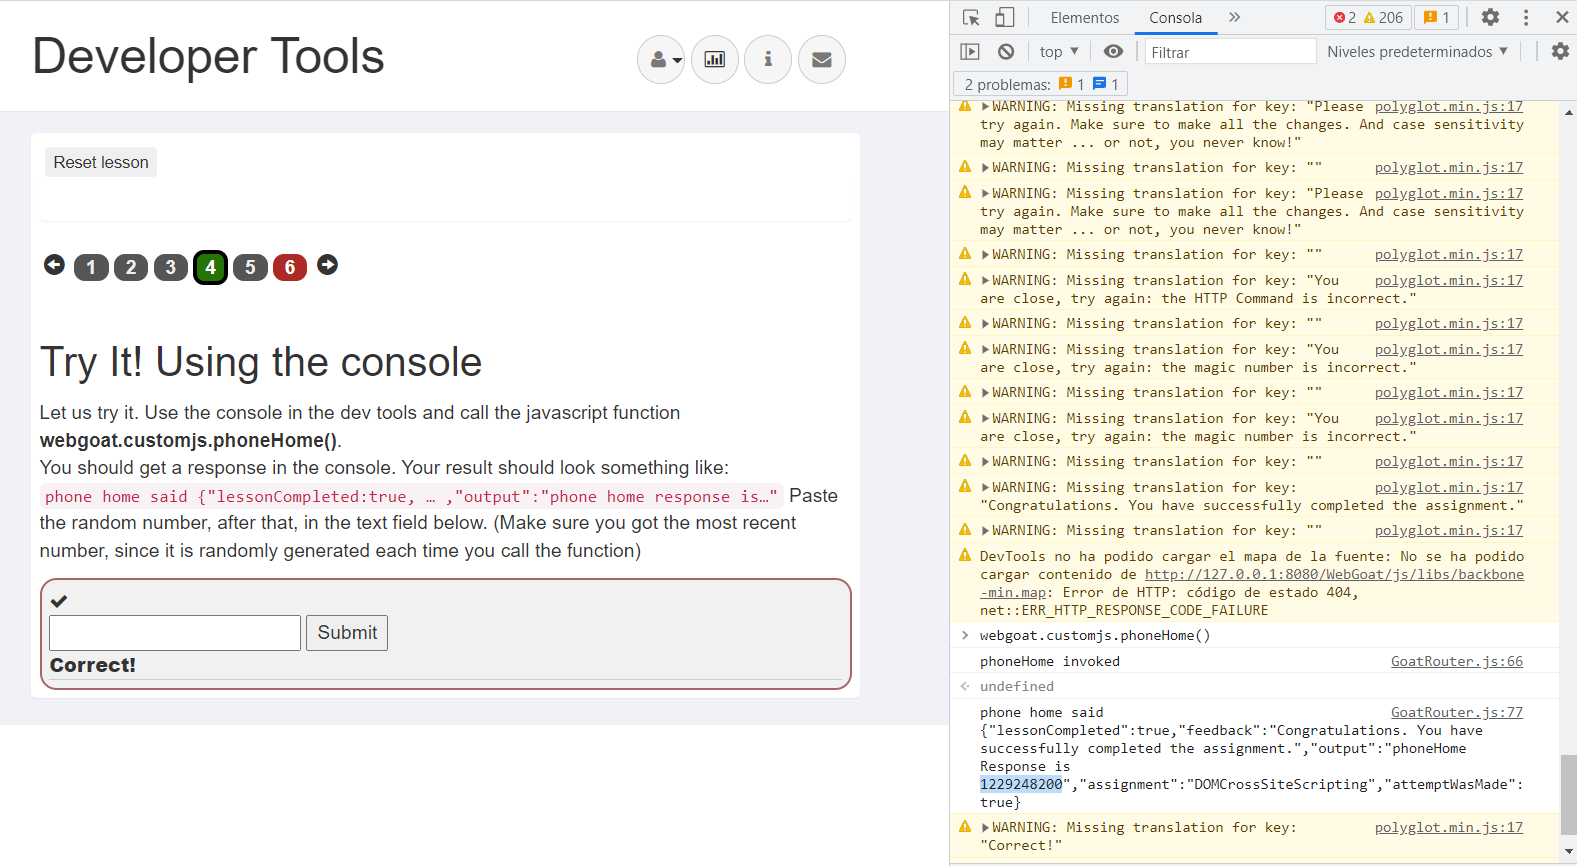 Developer Tools
Reset lesson
1 2 3 4 5 6
Try It! Using the console
Let us try it. Use the console in the dev tools and call the javascript function
webgoat.customjs.phoneHome().
You should get a response in the console. Your result should look something like:
phone home said {"lessonCompleted:true, … ,"output":"phone home response is…" Paste
the random number, after that, in the text field below. (Make sure you got the most recent
number, since it is randomly generated each time you call the function)
Submit
Correct!
Elementos Consola 2 206 1
top Filtrar Niveles predeterminados
2 problemas: 1 1
WARNING: Missing translation for key: "Please polyglot.min.js:17
try again. Make sure to make all the changes. And case sensitivity
may matter ... or not, you never know!"
WARNING: Missing translation for key: "" polyglot.min.js:17
WARNING: Missing translation for key: "Please polyglot.min.js:17
try again. Make sure to make all the changes. And case sensitivity
may matter ... or not, you never know!"
WARNING: Missing translation for key: "" polyglot.min.js:17
WARNING: Missing translation for key: "You polyglot.min.js:17
are close, try again: the HTTP Command is incorrect."
WARNING: Missing translation for key: "" polyglot.min.js:17
WARNING: Missing translation for key: "You polyglot.min.js:17
are close, try again: the magic number is incorrect."
WARNING: Missing translation for key: "" polyglot.min.js:17
WARNING: Missing translation for key: "You polyglot.min.js:17
are close, try again: the magic number is incorrect."
WARNING: Missing translation for key: "" polyglot.min.js:17
WARNING: Missing translation for key: polyglot.min.js:17
"Congratulations. You have successfully completed the assignment."
WARNING: Missing translation for key: "" polyglot.min.js:17
DevTools no ha podido cargar el mapa de la fuente: No se ha podido
cargar contenido de http://127.0.0.1:8080/WebGoat/js/libs/backbone
-min.map: Error de HTTP: código de estado 404,
net::ERR_HTTP_RESPONSE_CODE_FAILURE
webgoat.customjs.phoneHome()
phoneHome invoked GoatRouter.js:66
undefined
phone home said GoatRouter.js:77
{"lessonCompleted":true,"feedback":"Congratulations. You have
successfully completed the assignment.","output":"phoneHome
Response is
1229248200","assignment":"DOMCrossSiteScripting","attemptWasMade":
true}
WARNING: Missing translation for key: polyglot.min.js:17
"Correct!"